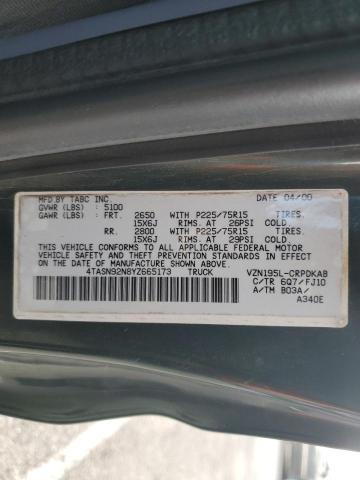 MFD BY TABC INC. DATE 04/00
GVWR (LBS) : 5100
GAWR (LBS) : FRT. 2650 WITH P225/75R15 TIRES.
15X6J RIMS. AT 26PSI COLD.
RR. 2800 WITH P225/75R15 TIRES.
15X6J RIMS. AT 29PSI COLD.
THIS VEHICLE CONFORMS TO ALL APPLICABLE FEDERAL MOTOR
VEHICLE SAFETY AND THEFT PREVENTION STANDARDS IN EFFECT
ON THE DATE OF MANUFACTURE SHOWN ABOVE.
4TASN92N8YZ665173 TRUCK VZN195L-CRPDKAB
C/TR 6Q7/FJ10
A/TM B03A/
A340E